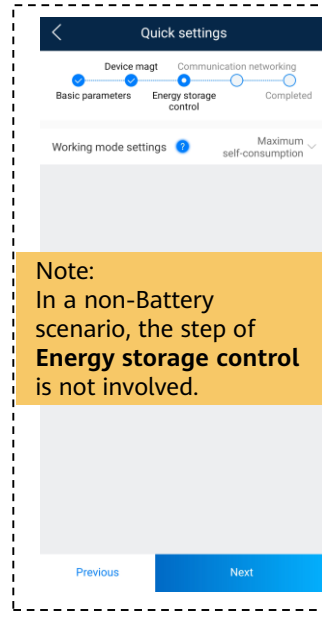 Quick settings
Device magt Communication networking
Basic parameters Energy storage control Completed
Working mode settings ? Maximum self-consumption
Note:
In a non-Battery
scenario, the step of
Energy storage control
is not involved.
Previous Next